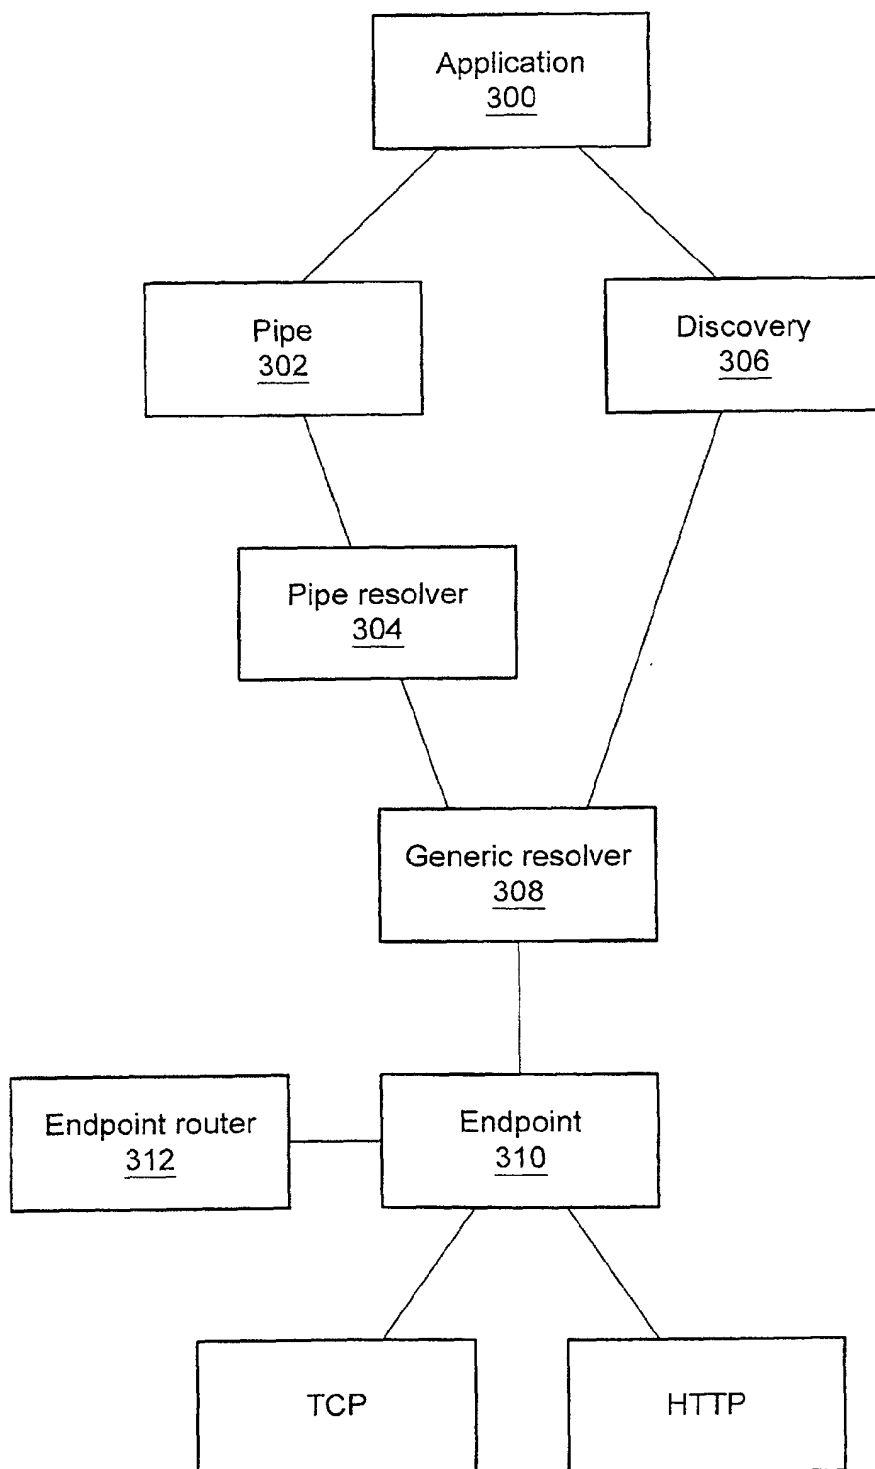 Application
300
Pipe
302
Discovery
306
Pipe resolver
304
Generic resolver
308
Endpoint router
312
Endpoint
310
TCP
HTTP